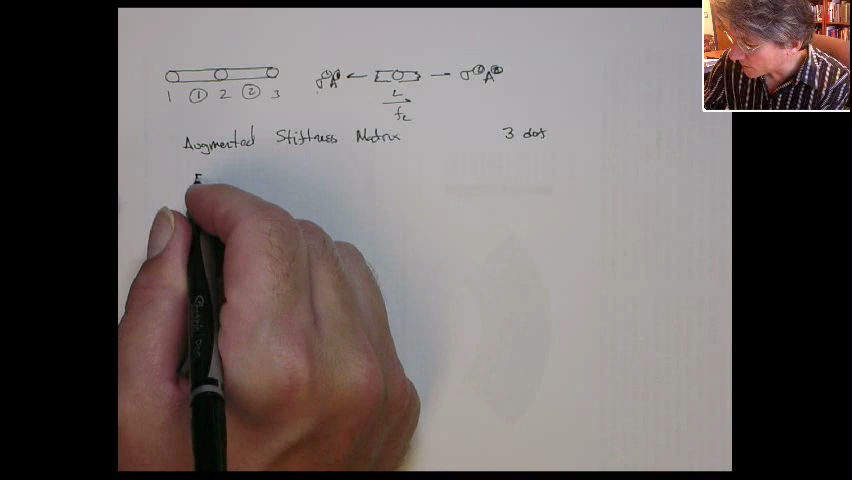 1 ① 2 ② 3
L
f_L
Augmented Stiffness Matrix 3 dof